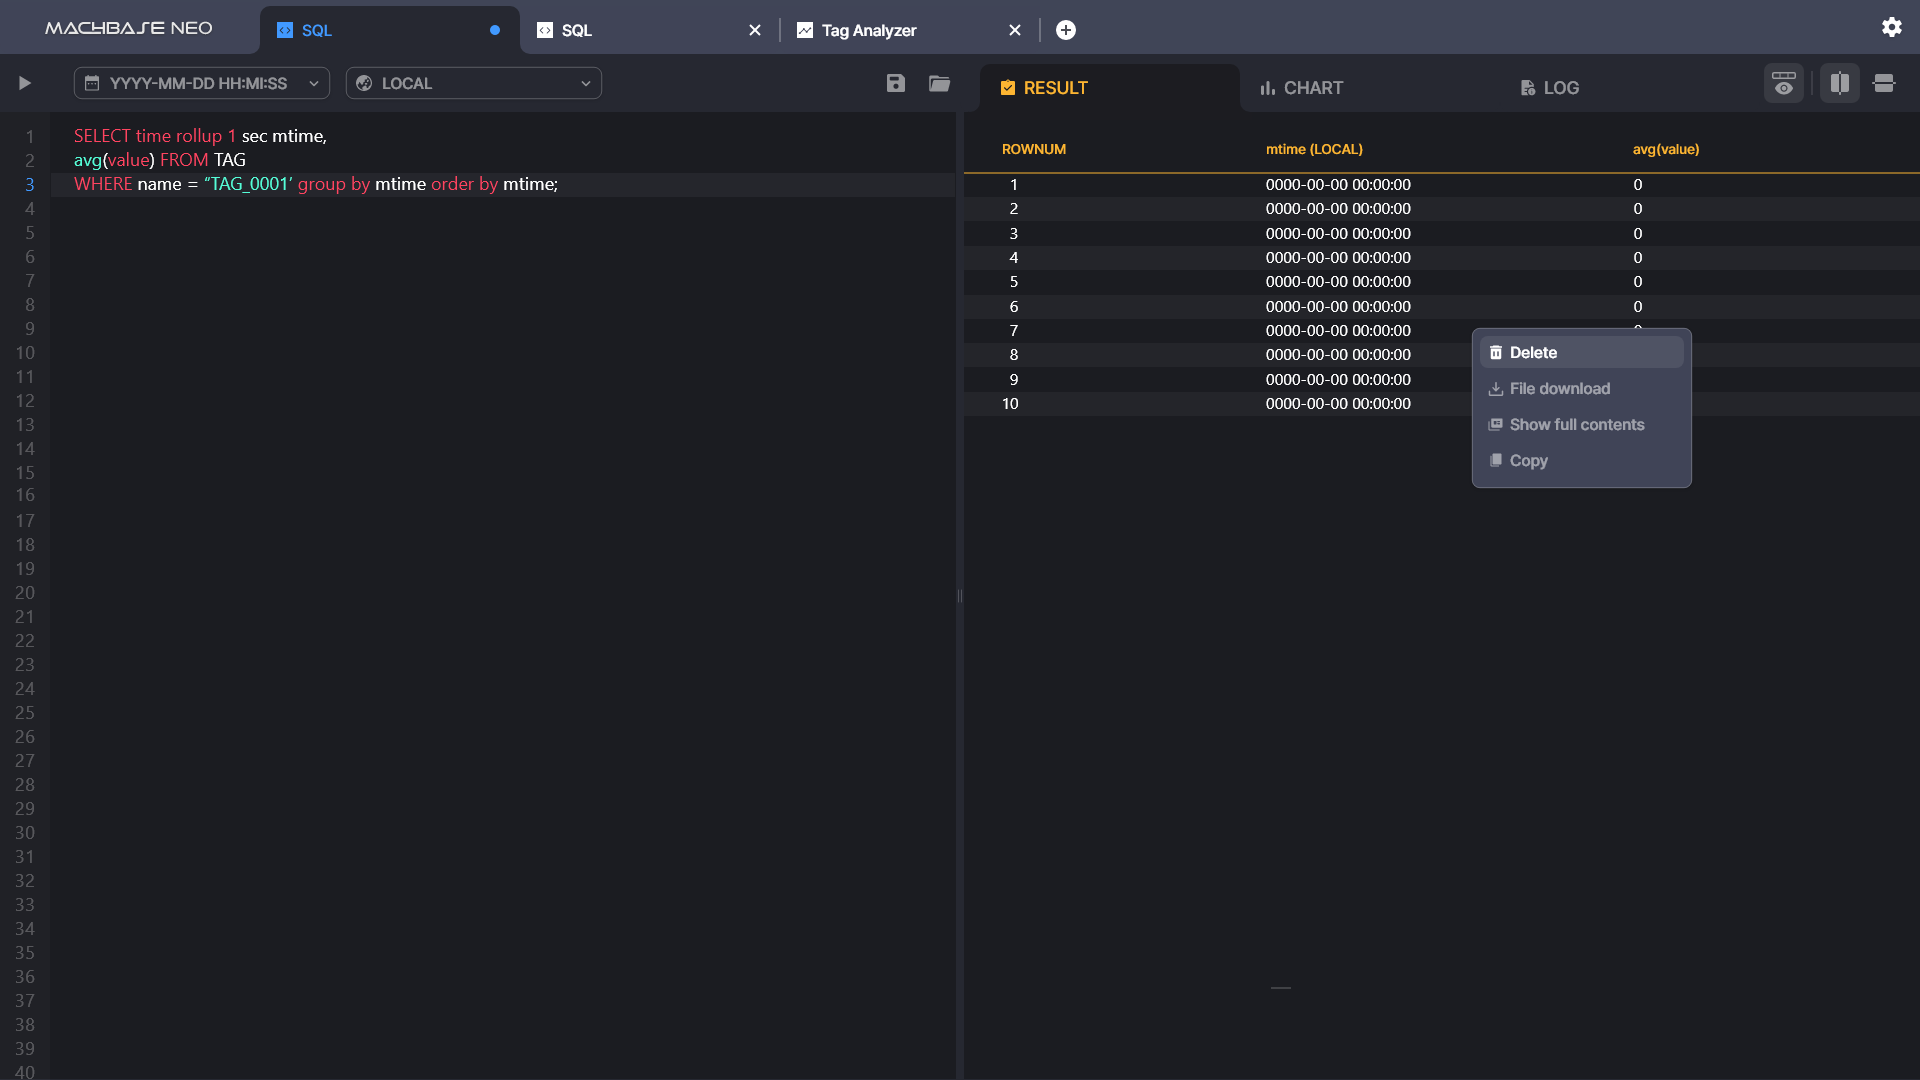 MACHBASE NEO
SQL
SQL
Tag Analyzer
YYYY-MM-DD HH:MI:SS
LOCAL
RESULT
CHART
LOG
1 SELECT time rollup 1 sec mtime,
2 avg(value) FROM TAG
3 WHERE name = “TAG_0001’ group by mtime order by mtime;
4
5
6
7
8
9
10
11
12
13
14
15
16
17
18
19
20
21
22
23
24
25
26
27
28
29
30
31
32
33
34
35
36
37
38
39
40
ROWNUM mtime (LOCAL) avg(value)
1 0000-00-00 00:00:00 0
2 0000-00-00 00:00:00 0
3 0000-00-00 00:00:00 0
4 0000-00-00 00:00:00 0
5 0000-00-00 00:00:00 0
6 0000-00-00 00:00:00 0
7 0000-00-00 00:00:00
8 0000-00-00 00:00:00
9 0000-00-00 00:00:00
10 0000-00-00 00:00:00
Delete
File download
Show full contents
Copy